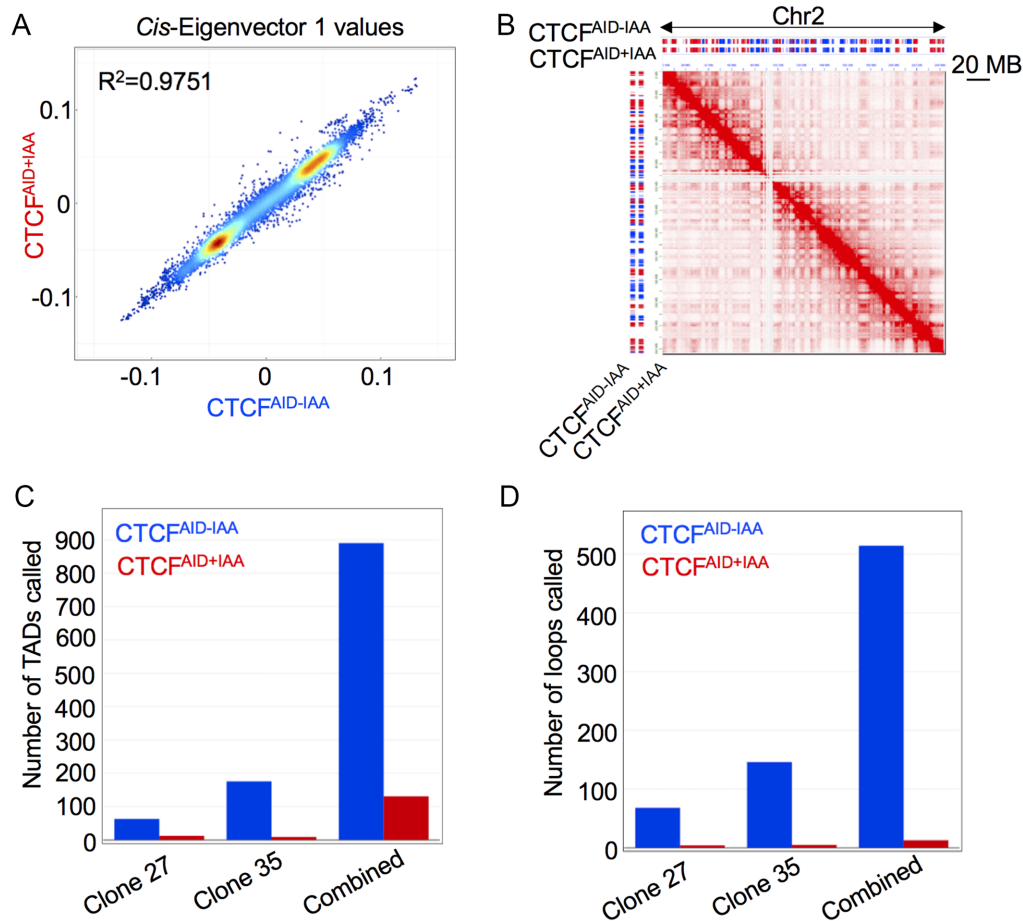 A
Cis-Eigenvector 1 values
R²=0.9751
CTCFAID+IAA
0.1
0
-0.1
-0.1
0
0.1
CTCFAID-IAA
B
Chr2
CTCFAID-IAA
CTCFAID+IAA
20 MB
CTCFAID-IAA
CTCFAID+IAA
C
CTCFAID-IAA
CTCFAID+IAA
Number of TADs called
900
800
700
600
500
400
300
200
100
0
Clone 27
Clone 35
Combined
D
CTCFAID-IAA
CTCFAID+IAA
Number of loops called
500
400
300
200
100
0
Clone 27
Clone 35
Combined